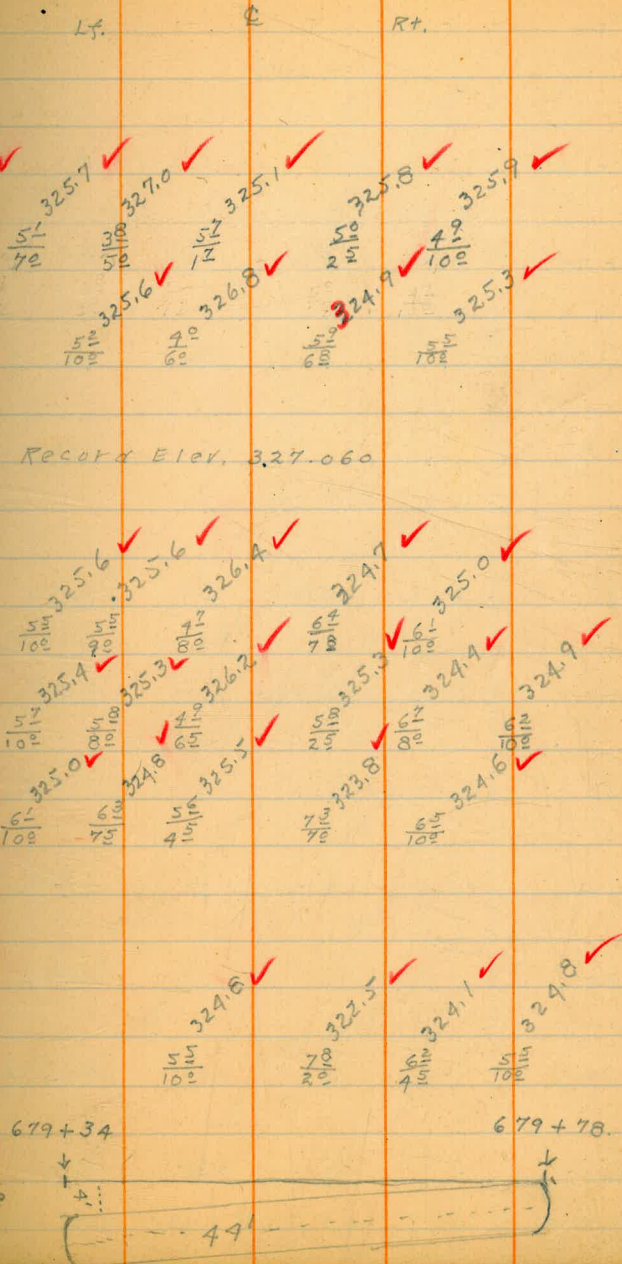 Lf. ℄ Rt.
325.7 327.0 325.1 325.8 325.9
5¹/7⁰ 3⁸/5⁰ 5⁷/1⁷ 5⁰/2⁵ 4⁹/10⁰
325.6 326.8 324.9 325.3
5²/10⁰ 4⁰/6⁰ 5⁹/6⁸ 5⁵/10⁵
Record Elev. 327.060
325.6 325.6 326.4 324.7 325.0
5⁵/10⁰ 4⁷/8⁰ 6⁴/7⁸ 6¹/10⁰
325.4 325.3 326.2 325.3 324.4 324.9
5⁷/10⁰ 5⁸/8 4⁹/6⁵ 5⁸/2⁵ 6⁷/8⁰ 6²/10⁰
325.0 324.8 325.5 323.8 324.6
6¹/10⁰ 6³/7⁵ 5⁶/4⁵ 7³/7⁰ 6⁵/10⁰
324.6 322.5 324.1 324.8
5⁵/10⁰ 7⁸/2⁰ 6²/4⁵ 5⁵/10⁰
679+34 679+78.
4'
44'